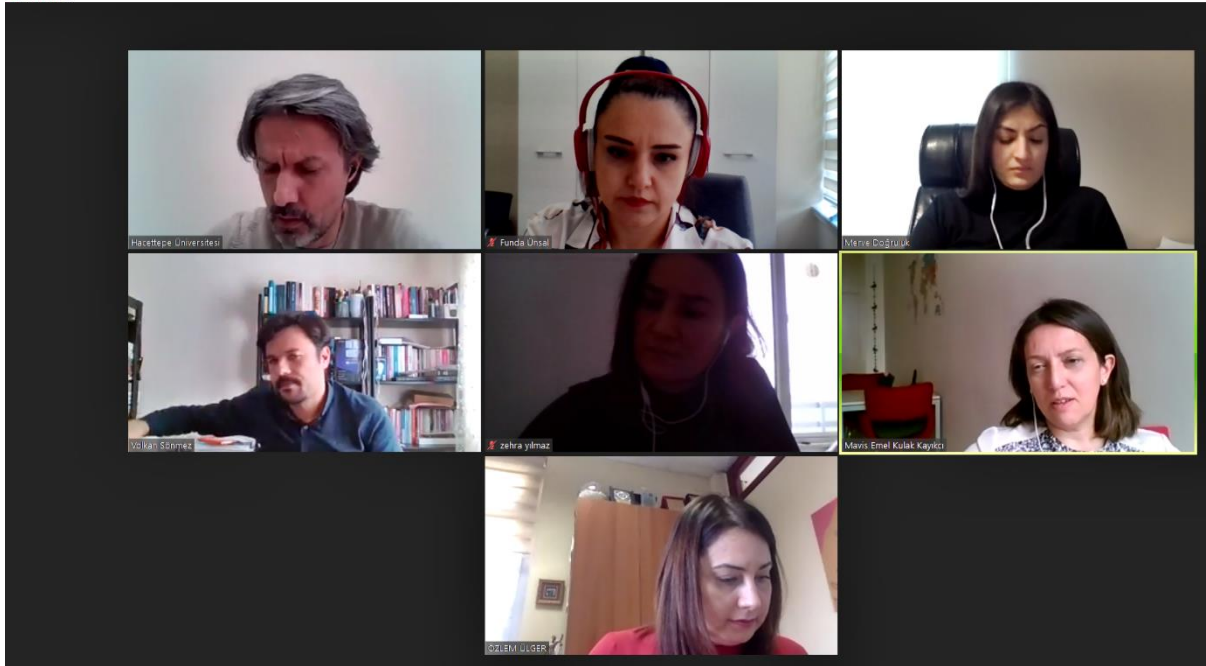 Hacettepe Üniversitesi
Funda Ünsal
Merve Doğruluk
Volkan Sönmez
zehra yılmaz
Mavis Emel Kulak Kayıkcı
ÖZLEM ÜLGER